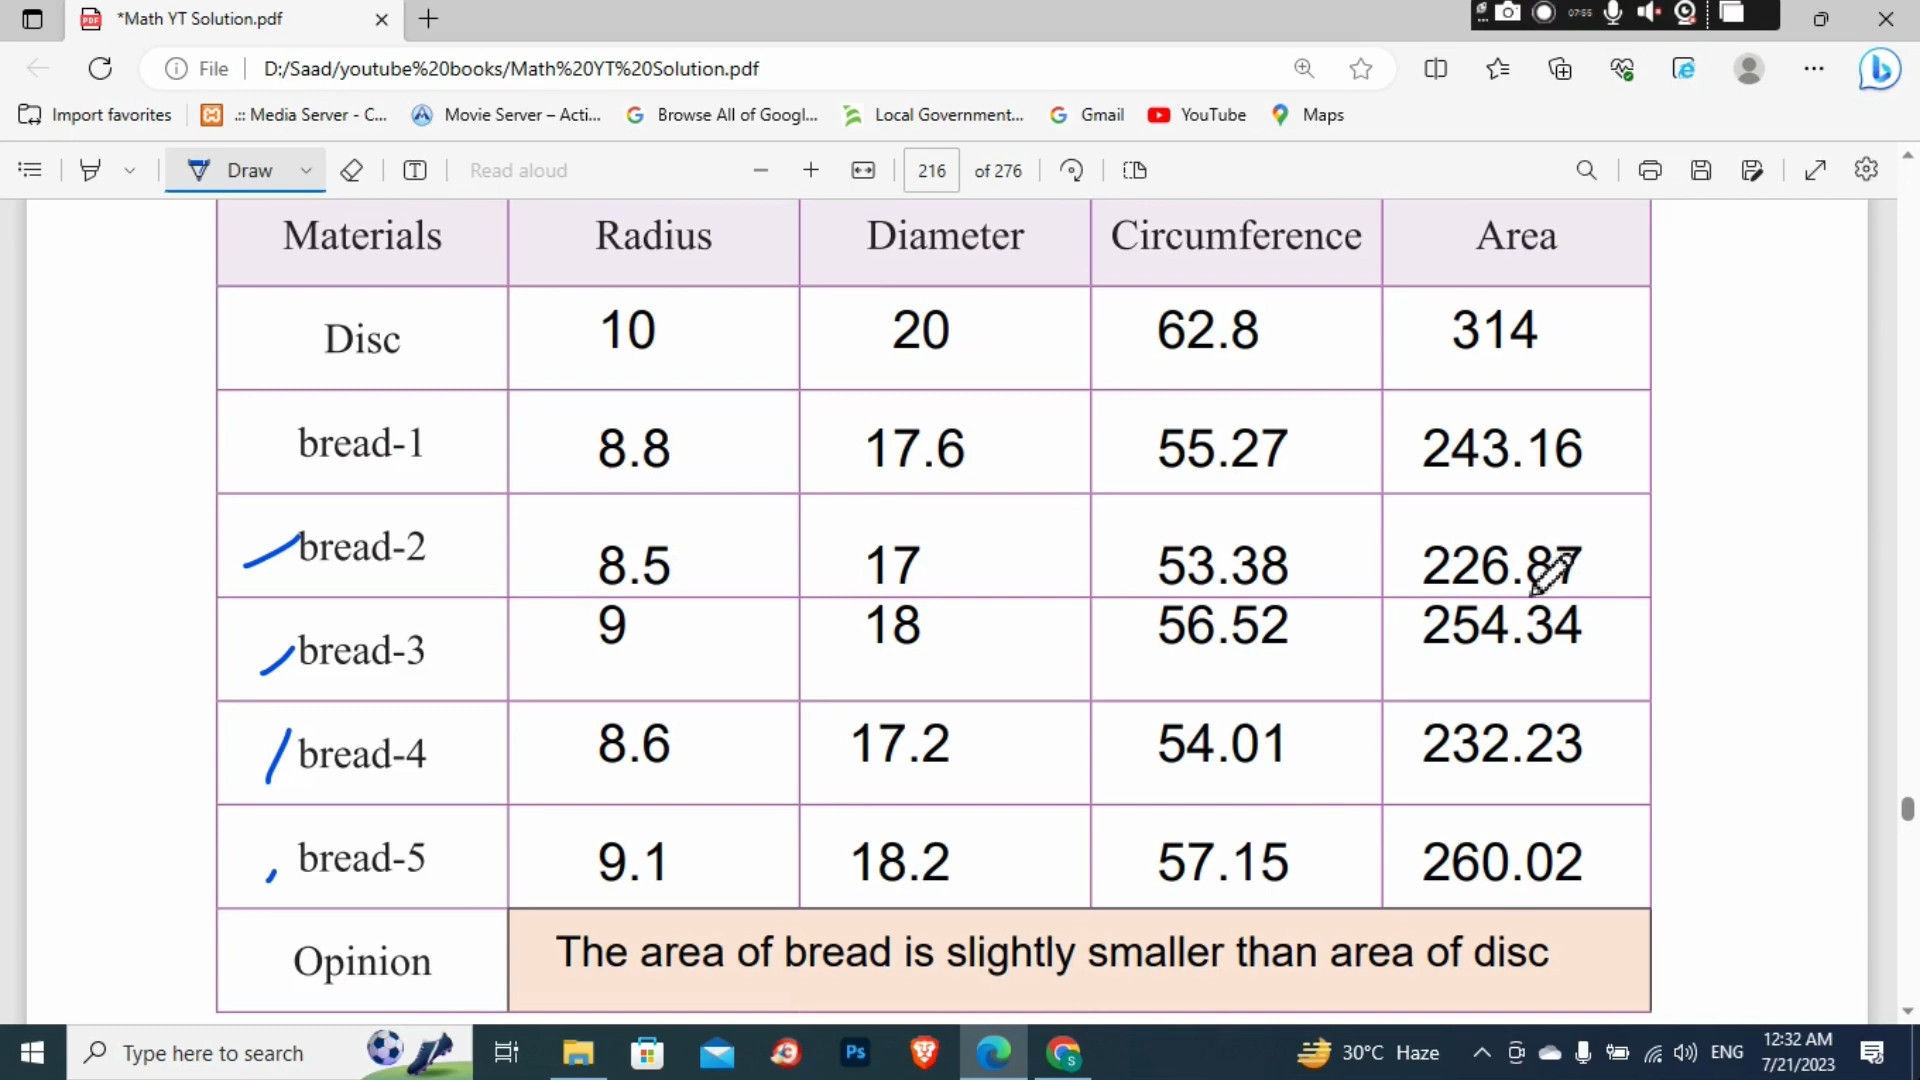 *Math YT Solution.pdf
07:55
File D:/Saad/youtube%20books/Math%20YT%20Solution.pdf
Import favorites .:: Media Server - C... Movie Server – Acti... Browse All of Googl... Local Government... Gmail YouTube Maps
Draw Read aloud 216 of 276
Materials Radius Diameter Circumference Area
Disc 10 20 62.8 314
bread-1 8.8 17.6 55.27 243.16
bread-2 8.5 17 53.38 226.87
bread-3 9 18 56.52 254.34
bread-4 8.6 17.2 54.01 232.23
bread-5 9.1 18.2 57.15 260.02
Opinion The area of bread is slightly smaller than area of disc
Type here to search Ps S 30°C Haze ENG 12:32 AM
7/21/2023